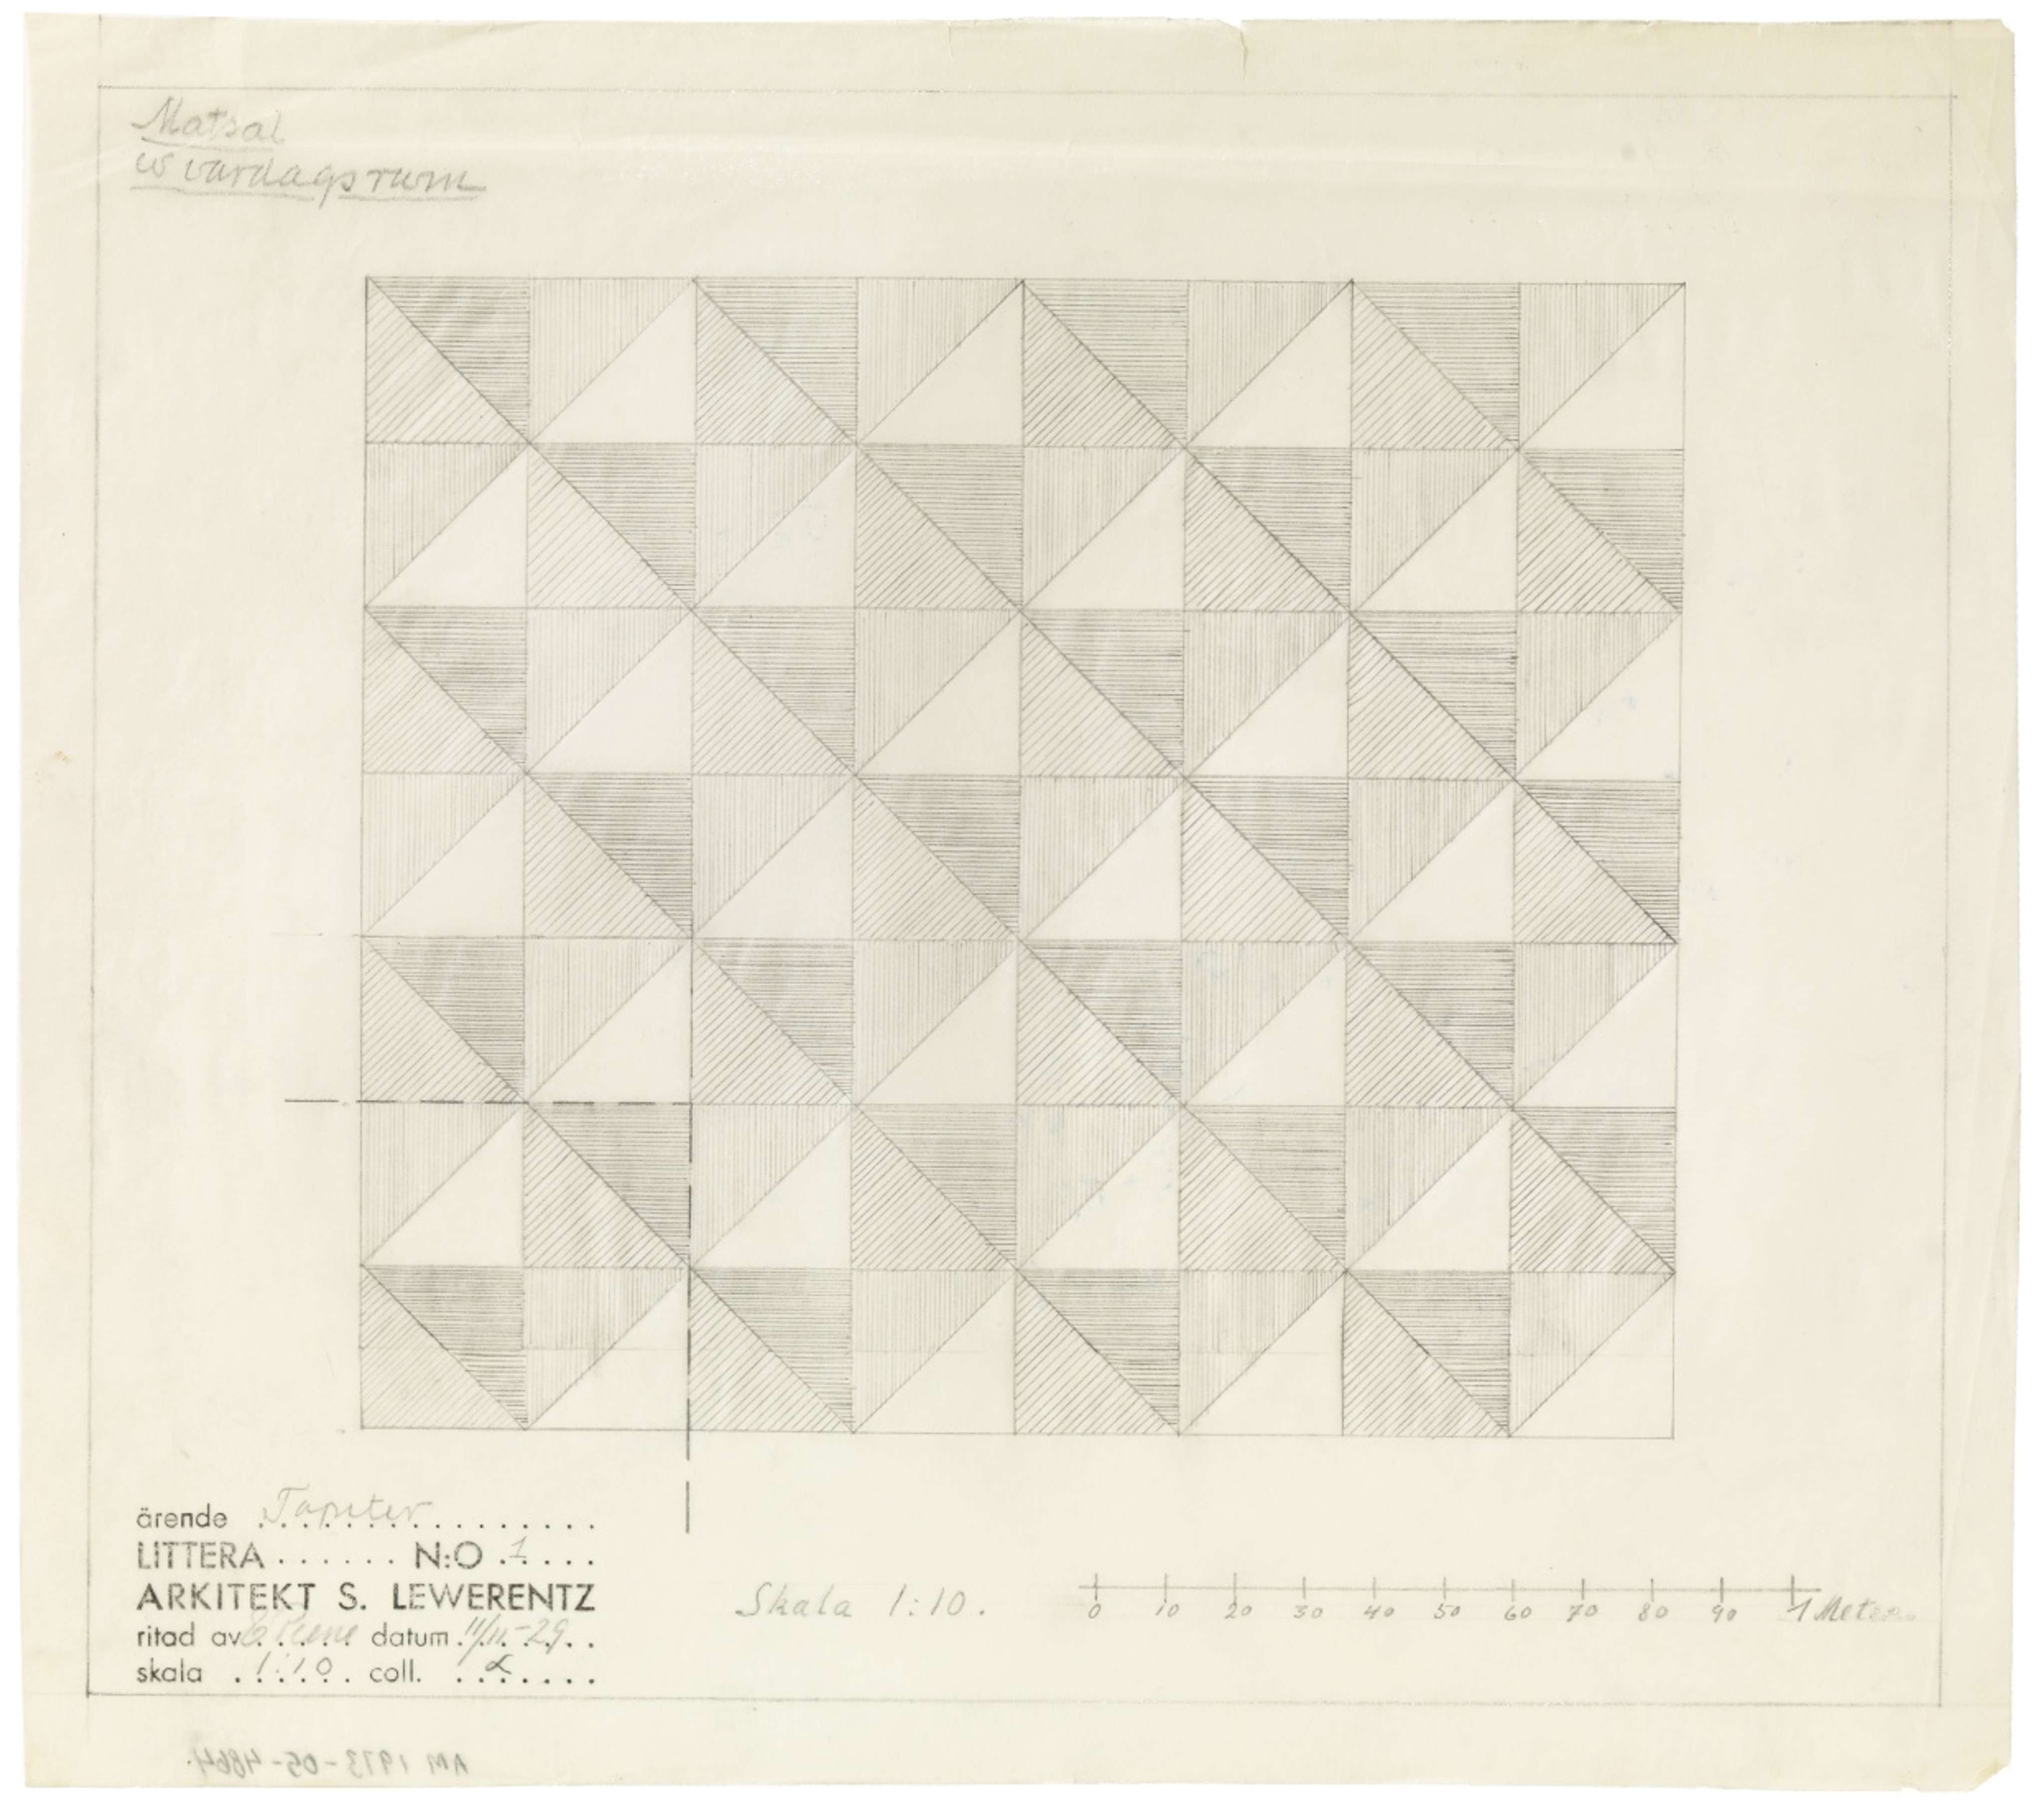 Matsal
o vardagsrum
ärende Tapeter
LITTERA ...... N:O 1
ARKITEKT S. LEWERENTZ
ritad av ..... datum 11/11-29
skala 1:10 coll.
Skala 1:10.
0 10 20 30 40 50 60 70 80 90 1 Meter
AM 1973-05-4864.